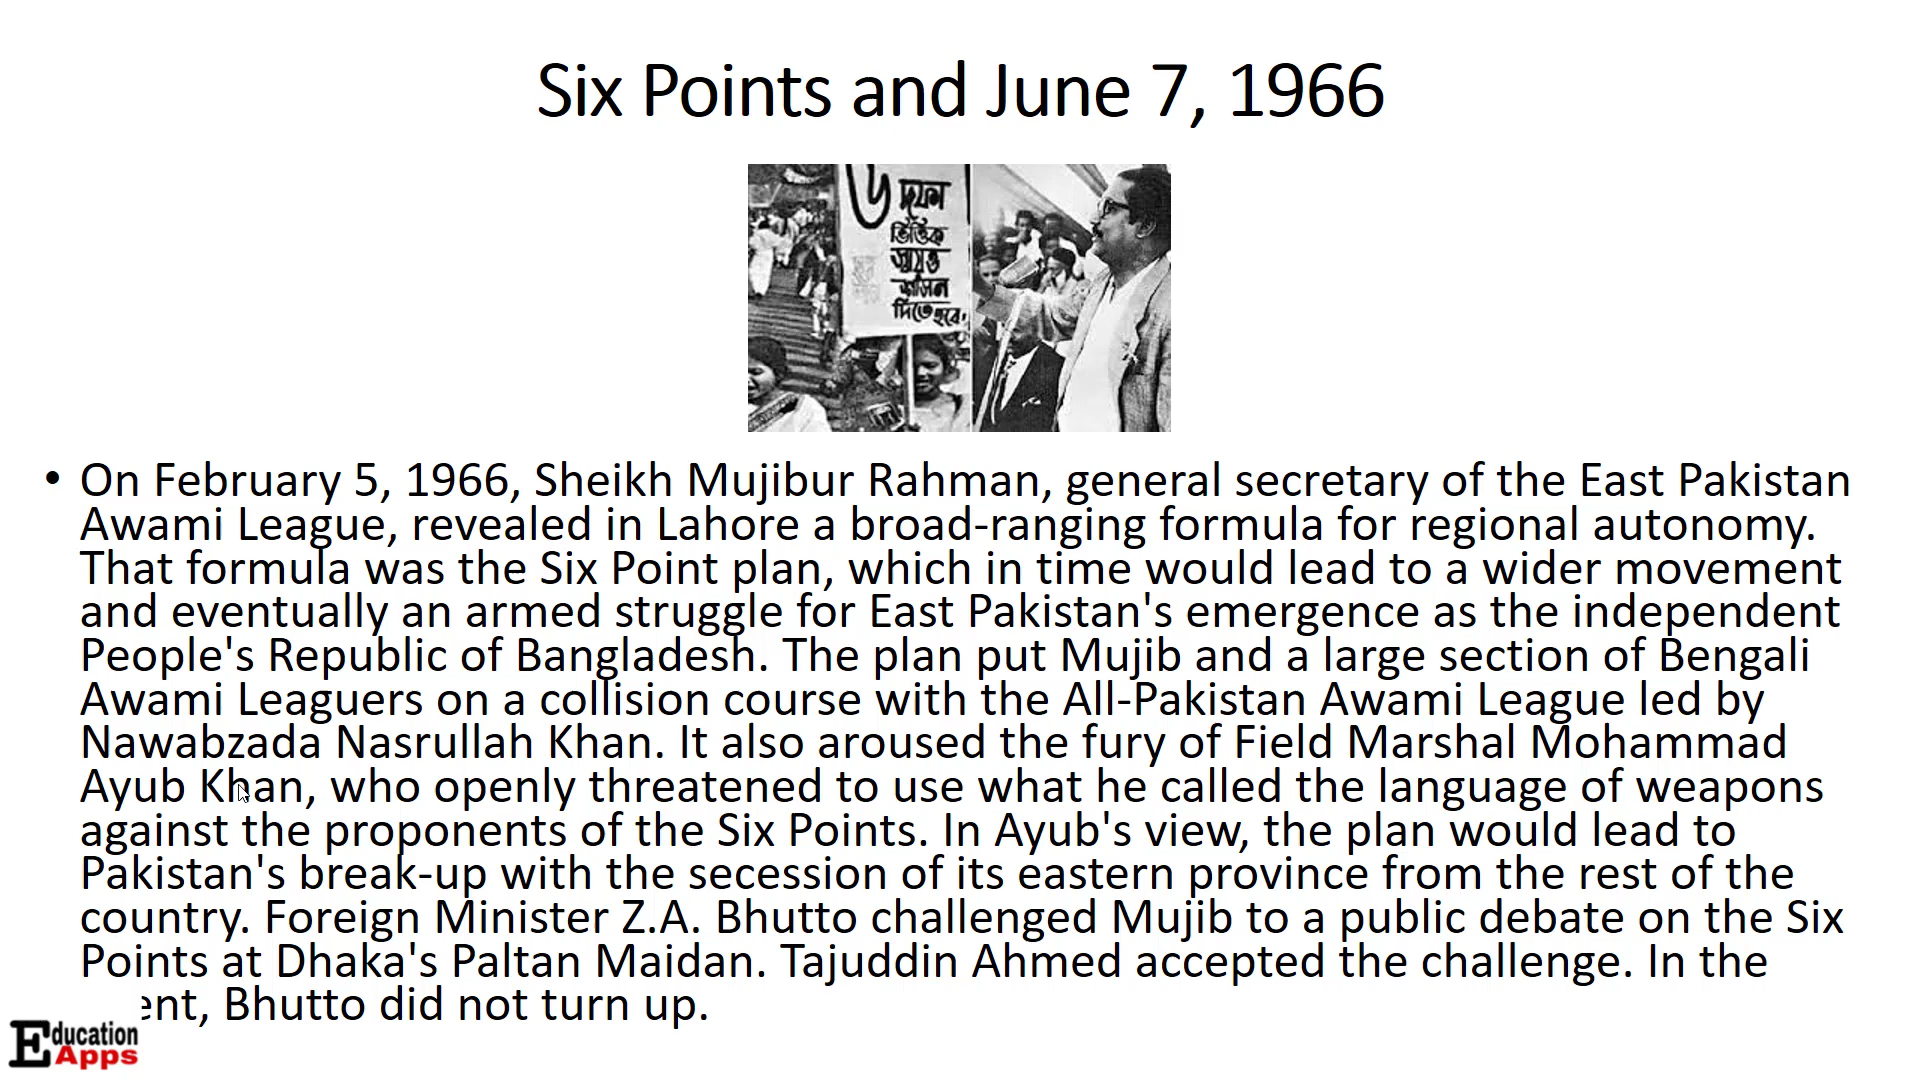 Six Points and June 7, 1966
৬ দফা
ভিত্তিক
স্বায়ত্ত
শাসন
দিতে হবে
• On February 5, 1966, Sheikh Mujibur Rahman, general secretary of the East Pakistan
Awami League, revealed in Lahore a broad-ranging formula for regional autonomy.
That formula was the Six Point plan, which in time would lead to a wider movement
and eventually an armed struggle for East Pakistan's emergence as the independent
People's Republic of Bangladesh. The plan put Mujib and a large section of Bengali
Awami Leaguers on a collision course with the All-Pakistan Awami League led by
Nawabzada Nasrullah Khan. It also aroused the fury of Field Marshal Mohammad
Ayub Khan, who openly threatened to use what he called the language of weapons
against the proponents of the Six Points. In Ayub's view, the plan would lead to
Pakistan's break-up with the secession of its eastern province from the rest of the
country. Foreign Minister Z.A. Bhutto challenged Mujib to a public debate on the Six
Points at Dhaka's Paltan Maidan. Tajuddin Ahmed accepted the challenge. In the
ent, Bhutto did not turn up.
Education
Apps